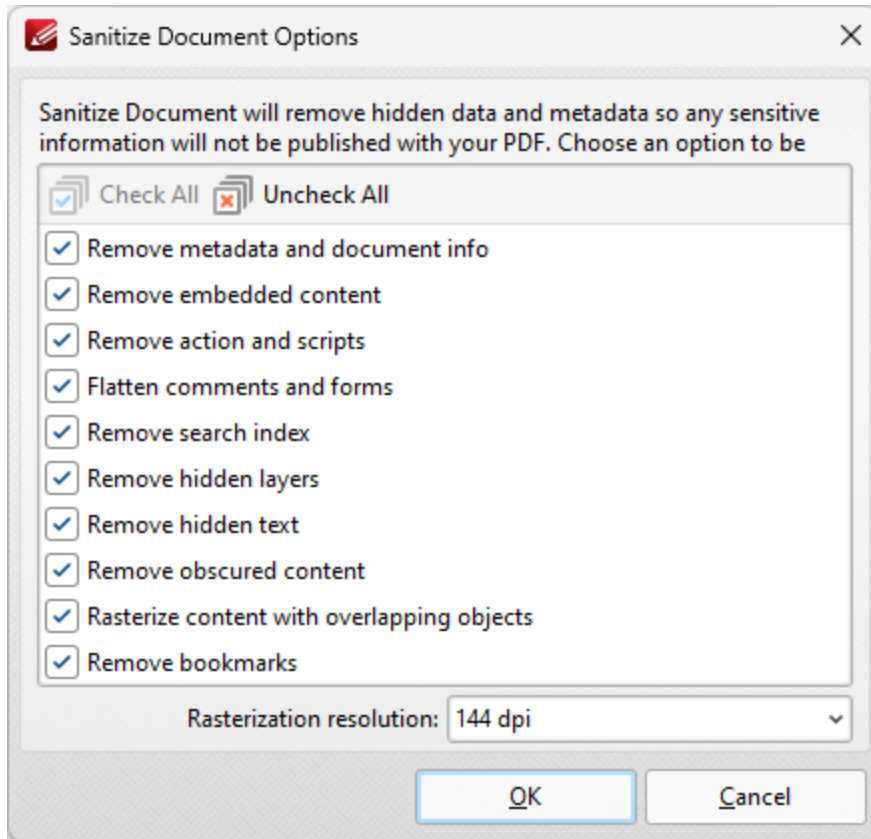 Sanitize Document Options
Sanitize Document will remove hidden data and metadata so any sensitive
information will not be published with your PDF. Choose an option to be
Check All Uncheck All
Remove metadata and document info
Remove embedded content
Remove action and scripts
Flatten comments and forms
Remove search index
Remove hidden layers
Remove hidden text
Remove obscured content
Rasterize content with overlapping objects
Remove bookmarks
Rasterization resolution: 144 dpi
OK Cancel